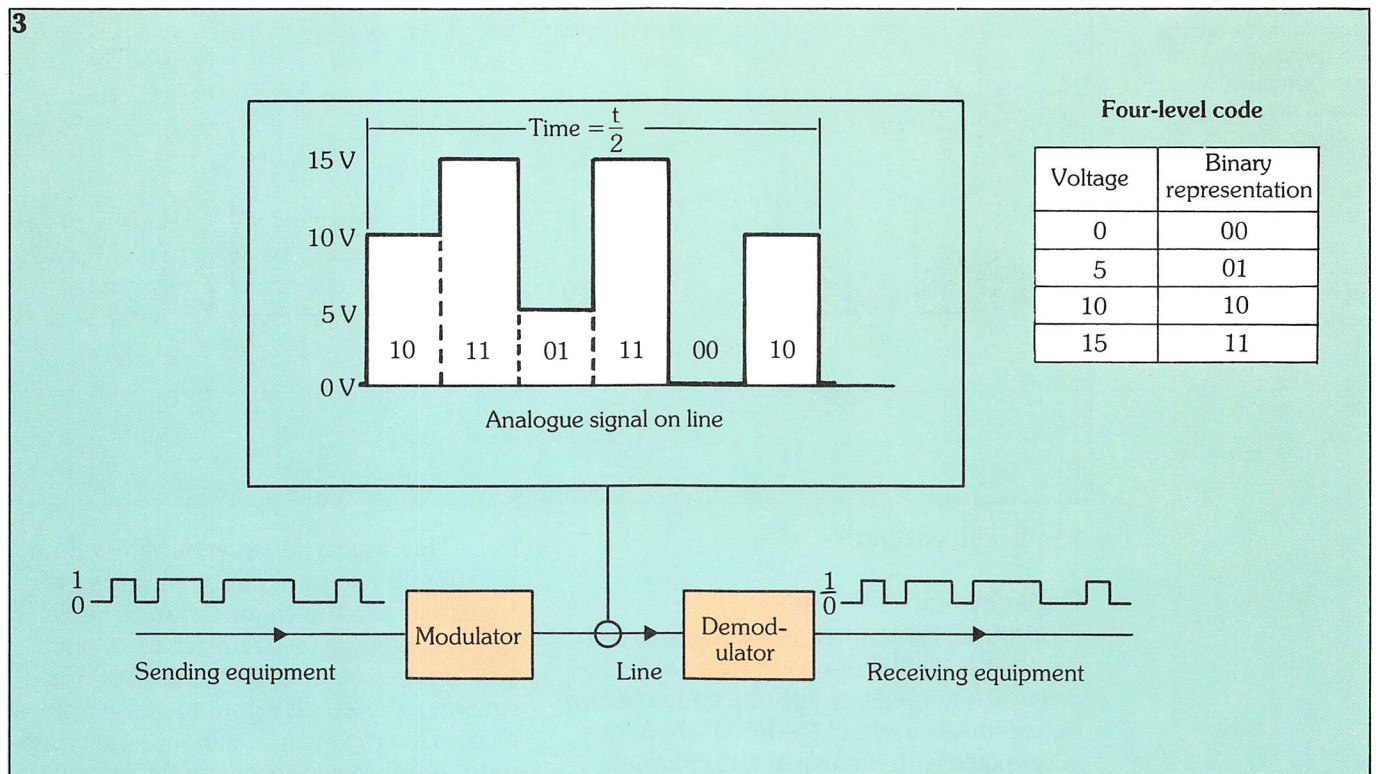 3
Time = t/2
15 V
10 V
5 V
0 V
10 11 01 11 00 10
Analogue signal on line
Four-level code
Voltage
Binary
representation
0 00
5 01
10 10
15 11
1
0
Sending equipment
Modulator
Line
Demod-
ulator
1
0
Receiving equipment